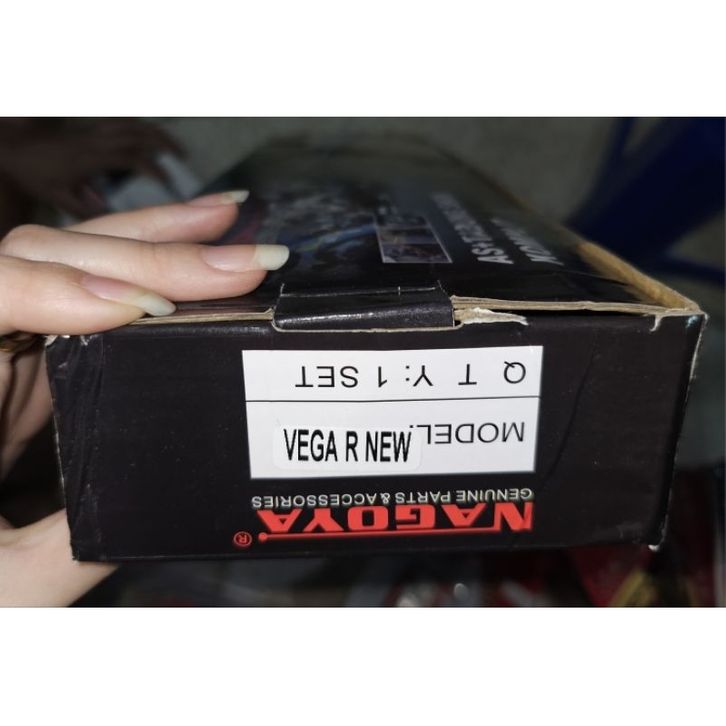 NAGOYA®
GENUINE PARTS & ACCESSORIES
MODEL: VEGA R NEW
Q T Y: 1 SET